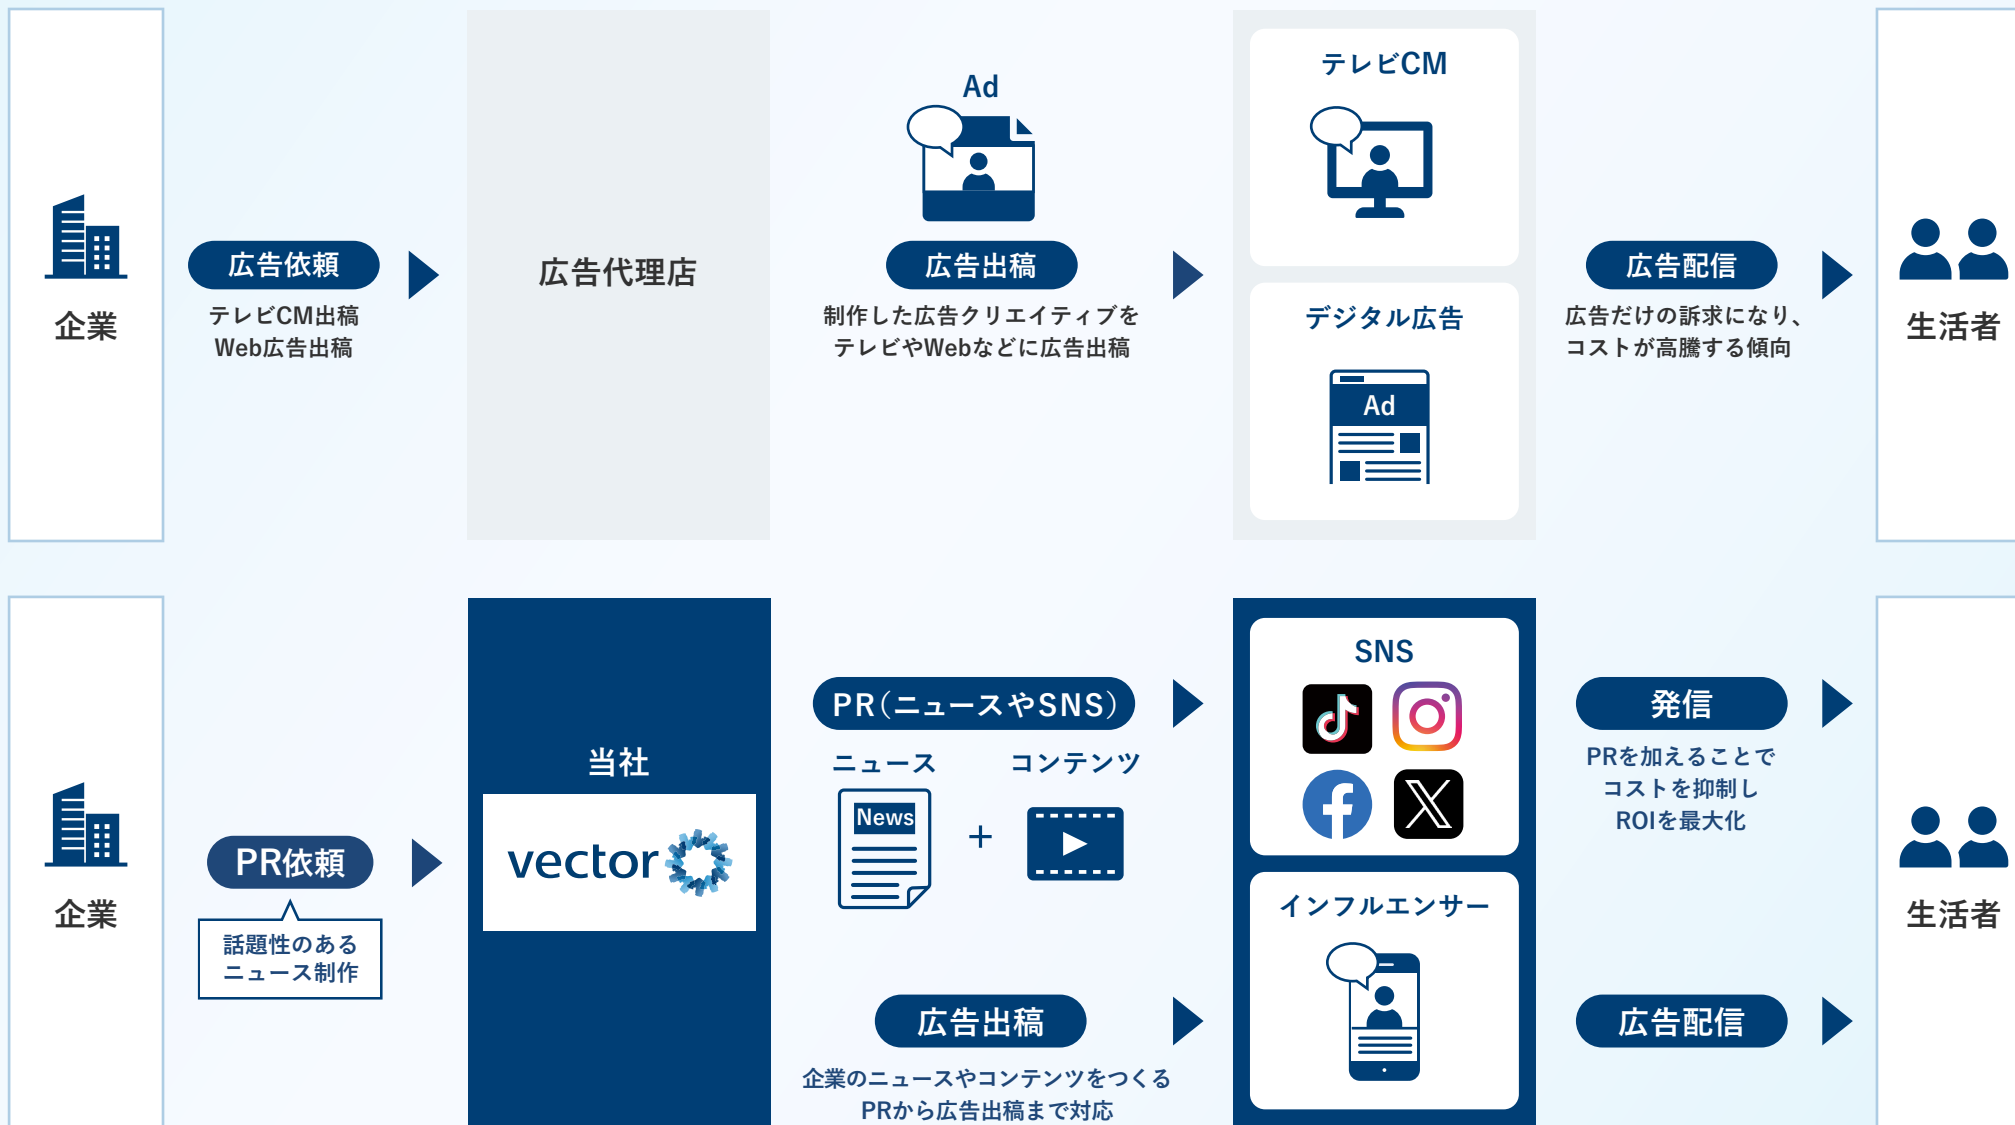 企業
広告依頼
テレビCM出稿
Web広告出稿
広告代理店
Ad
広告出稿
制作した広告クリエイティブを
テレビやWebなどに広告出稿
テレビCM
デジタル広告
Ad
広告配信
広告だけの訴求になり、
コストが高騰する傾向
生活者
企業
PR依頼
話題性のある
ニュース制作
当社
vector
PR（ニュースやSNS）
ニュース
News
+
コンテンツ
広告出稿
企業のニュースやコンテンツをつくる
PRから広告出稿まで対応
SNS
インフルエンサー
発信
PRを加えることで
コストを抑制し
ROIを最大化
広告配信
生活者